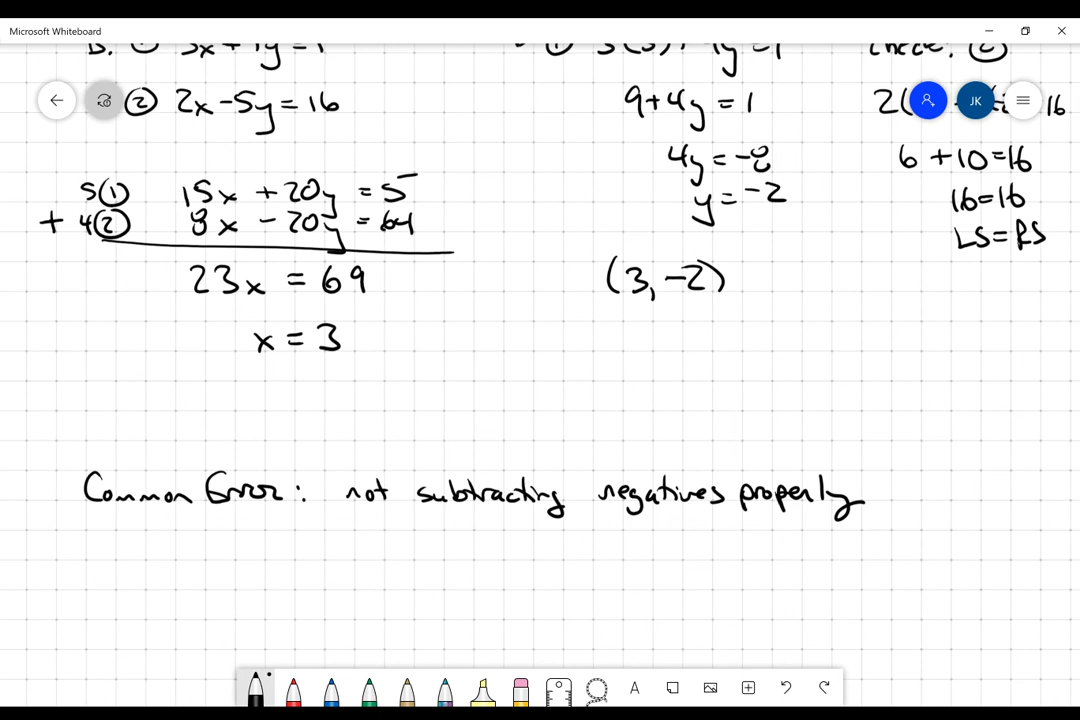 Microsoft Whiteboard
② 2x - 5y = 16
5① 15x + 20y = 5
+ 4② 8x - 20y = 64
23x = 69
x = 3
9 + 4y = 1
4y = -8
y = -2
(3, -2)
2( 16
6 + 10 = 16
16 = 16
LS = RS
JK
Common Error: not subtracting negatives properly
A